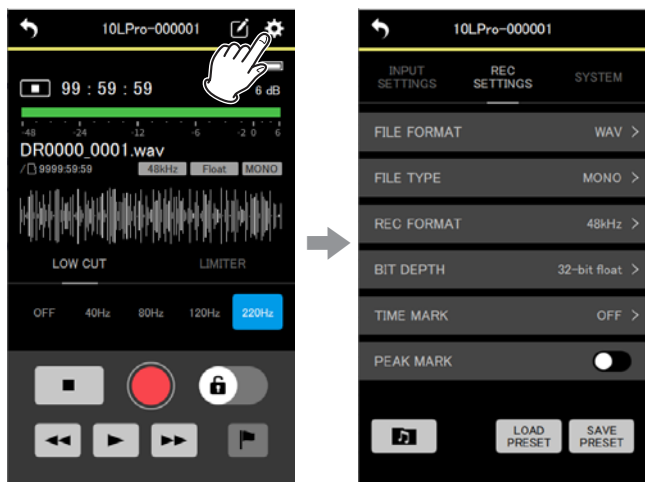 10LPro-000001
99 : 59 : 59
6 dB
-48 -24 -12 -6 -2 0 6
DR0000_0001.wav
/ 9999:59:59 48kHz Float MONO
LOW CUT LIMITER
OFF 40Hz 80Hz 120Hz 220Hz
10LPro-000001
INPUT SETTINGS
REC SETTINGS
SYSTEM
FILE FORMAT WAV >
FILE TYPE MONO >
REC FORMAT 48kHz >
BIT DEPTH 32-bit float >
TIME MARK OFF >
PEAK MARK
LOAD PRESET
SAVE PRESET